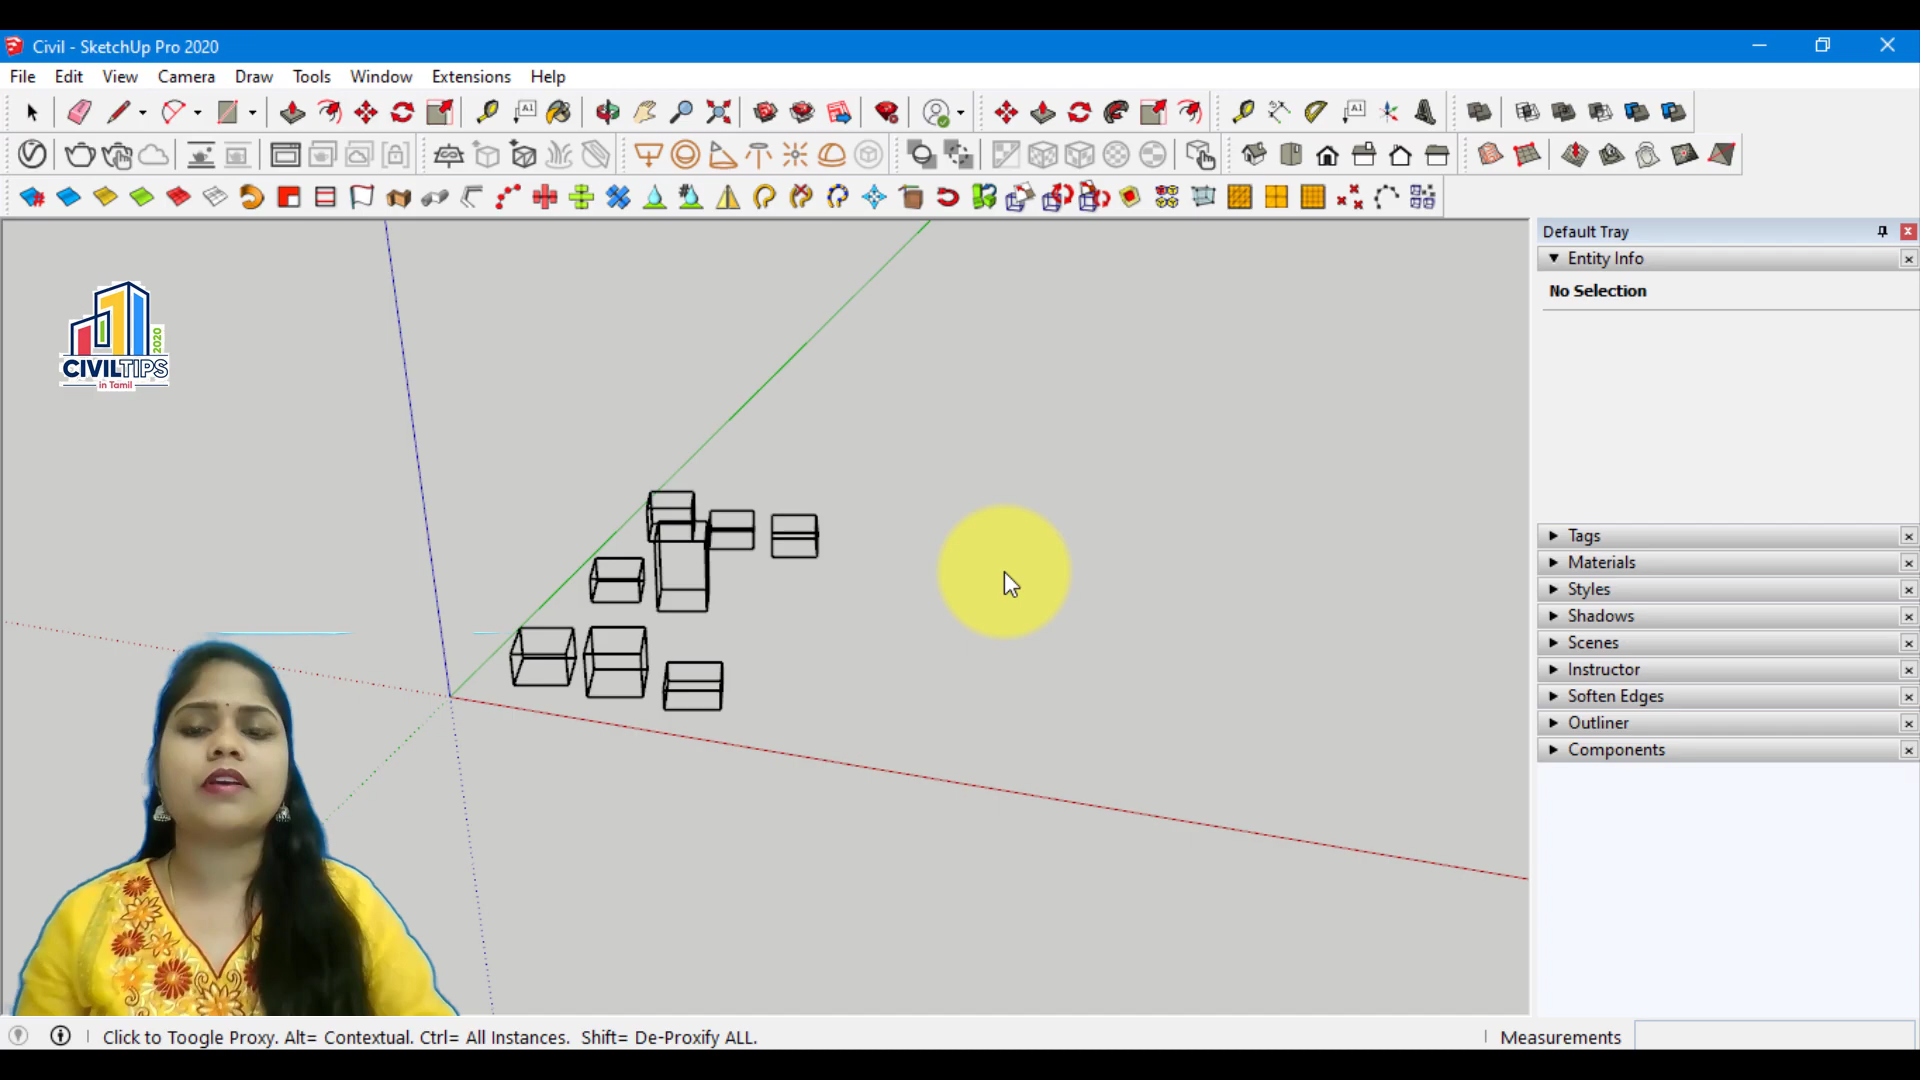 Civil - SketchUp Pro 2020
File Edit View Camera Draw Tools Window Extensions Help
A1 A1
Default Tray
Entity Info
No Selection
2020
CIVILTIPS
in Tamil
Tags
Materials
Styles
Shadows
Scenes
Instructor
Soften Edges
Outliner
Components
Click to Toogle Proxy. Alt= Contextual. Ctrl= All Instances. Shift= De-Proxify ALL.
Measurements